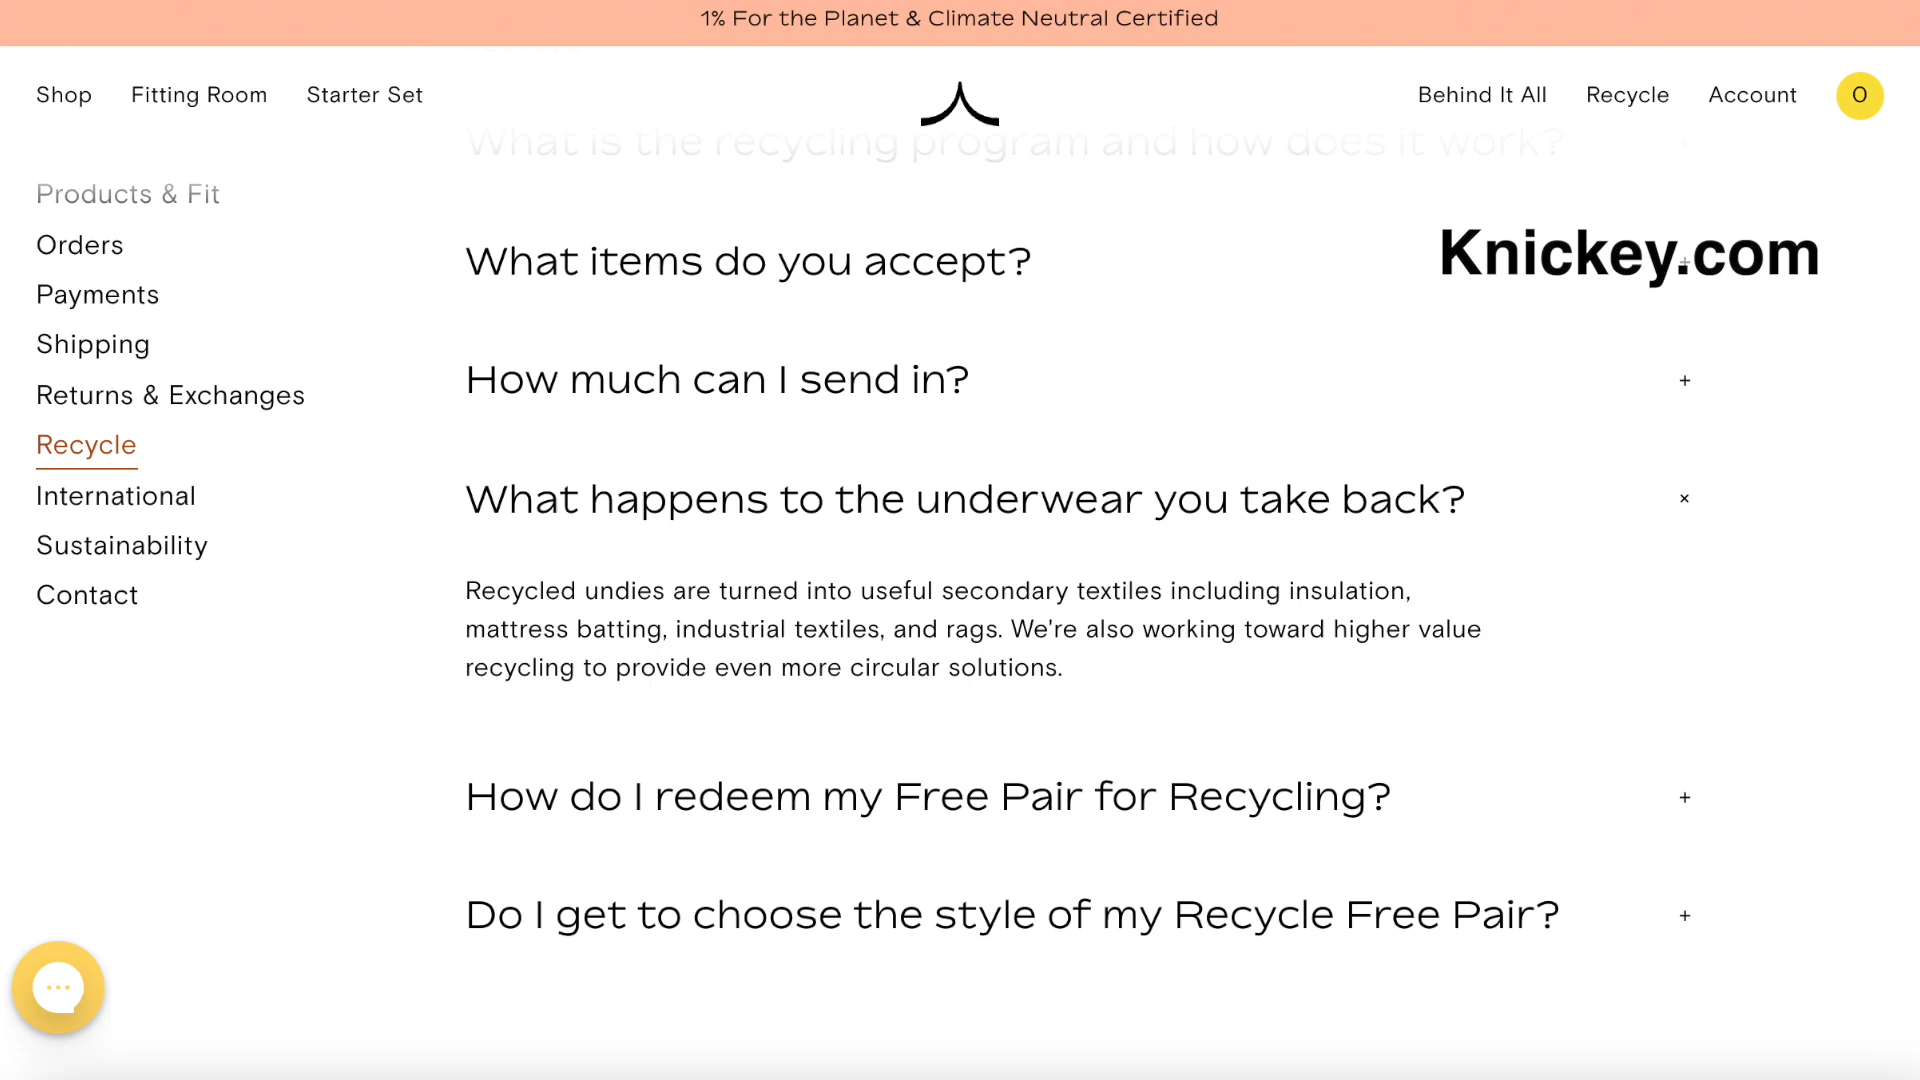 1% For the Planet & Climate Neutral Certified
Shop Fitting Room Starter Set
Behind It All Recycle Account 0
What is the recycling program and how does it work?
Products & Fit
Orders
Payments
Shipping
Returns & Exchanges
Recycle
International
Sustainability
Contact
Knickey.com
What items do you accept? +
How much can I send in? +
What happens to the underwear you take back? ×
Recycled undies are turned into useful secondary textiles including insulation,
mattress batting, industrial textiles, and rags. We're also working toward higher value
recycling to provide even more circular solutions.
How do I redeem my Free Pair for Recycling? +
Do I get to choose the style of my Recycle Free Pair? +